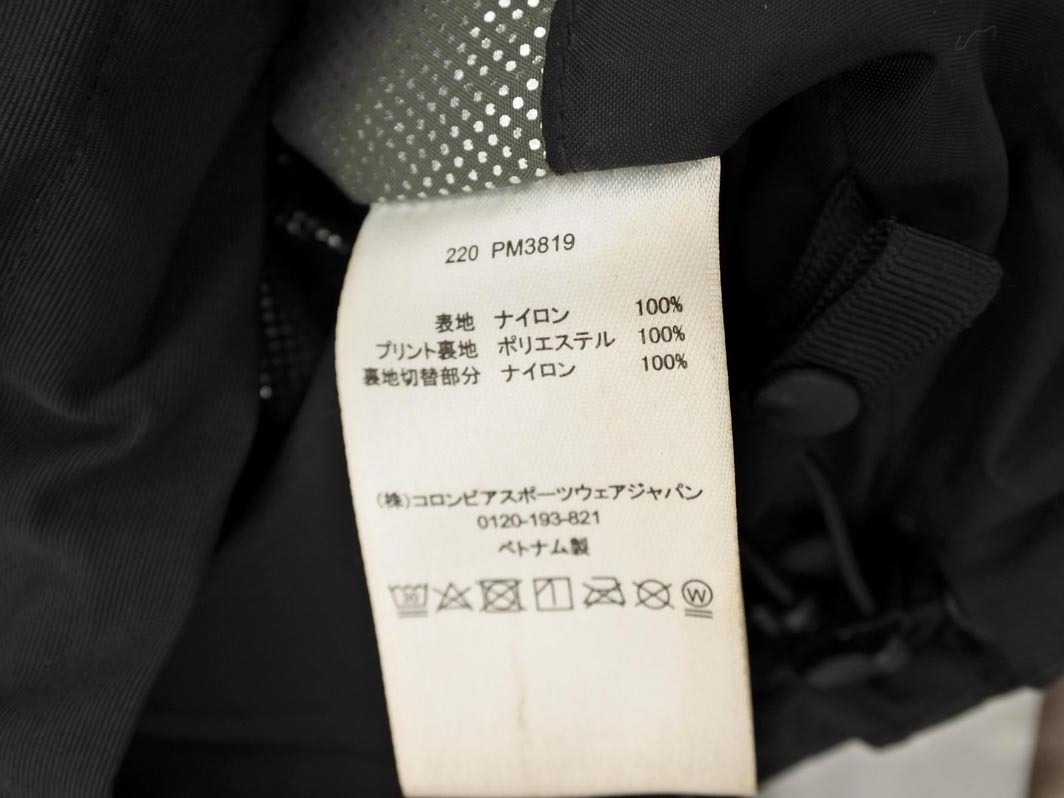 220 PM3819
表地 ナイロン 100%
プリント裏地 ポリエステル 100%
裏地切替部分 ナイロン 100%
(株)コロンビアスポーツウェアジャパン
0120-193-821
ベトナム製
30 W